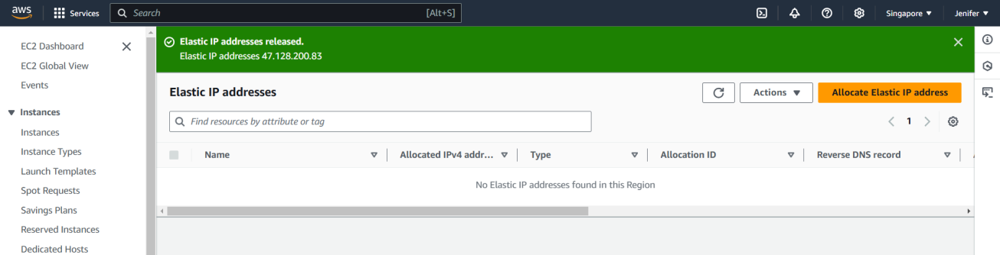 aws
Services
Search
[Alt+S]
Singapore
Jenifer
EC2 Dashboard
EC2 Global View
Events
Instances
Instances
Instance Types
Launch Templates
Spot Requests
Savings Plans
Reserved Instances
Dedicated Hosts
Elastic IP addresses released.
Elastic IP addresses 47.128.200.83
Elastic IP addresses
Actions
Allocate Elastic IP address
Find resources by attribute or tag
1
Name
Allocated IPv4 addr...
Type
Allocation ID
Reverse DNS record
No Elastic IP addresses found in this Region